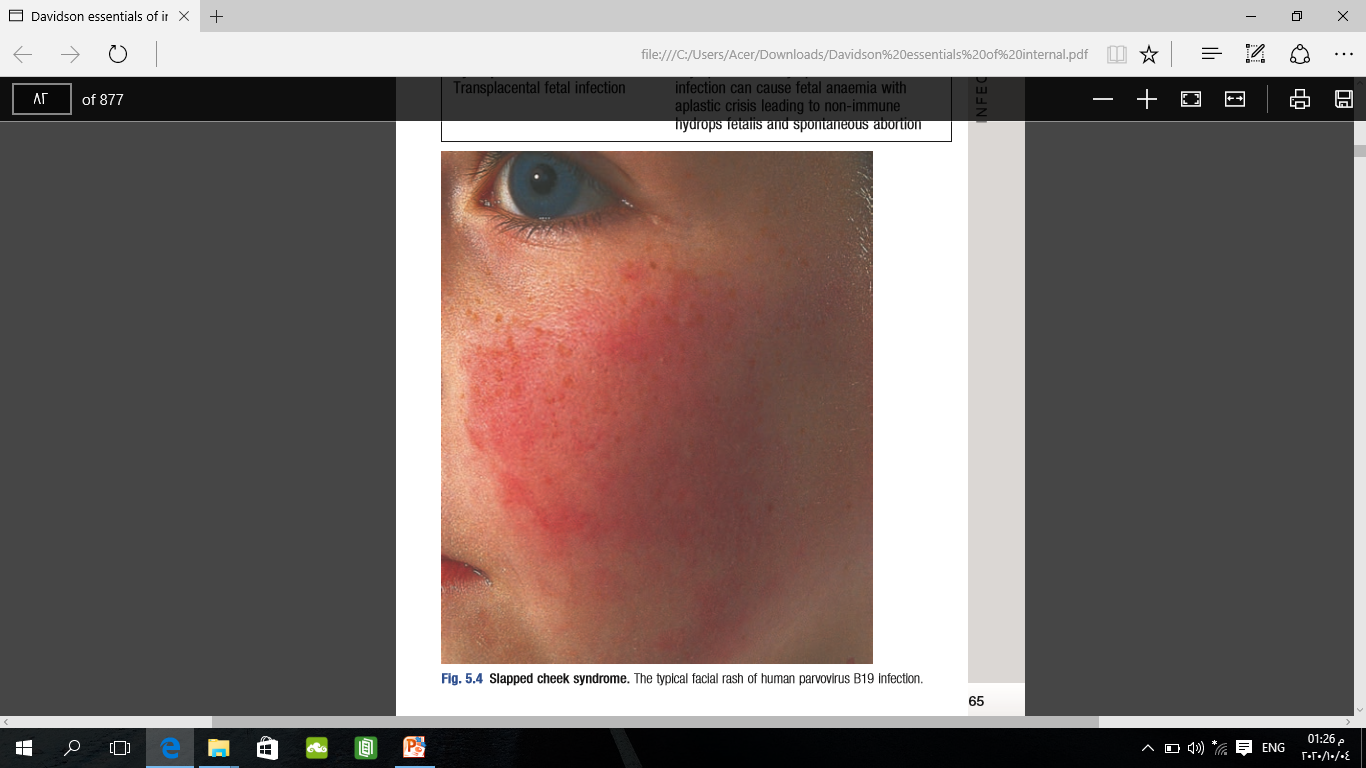 Davidson essentials of ir
file:///C:/Users/Acer/Downloads/Davidson%20essentials%20of%20internal.pdf
٨٢ of 877
Transplacental fetal infection
infection can cause fetal anaemia with
aplastic crisis leading to non-immune
hydrops fetalis and spontaneous abortion
INFEC
Fig. 5.4 Slapped cheek syndrome. The typical facial rash of human parvovirus B19 infection.
65
ENG
01:26 م
٢٠٢٠/١٠/٠٤